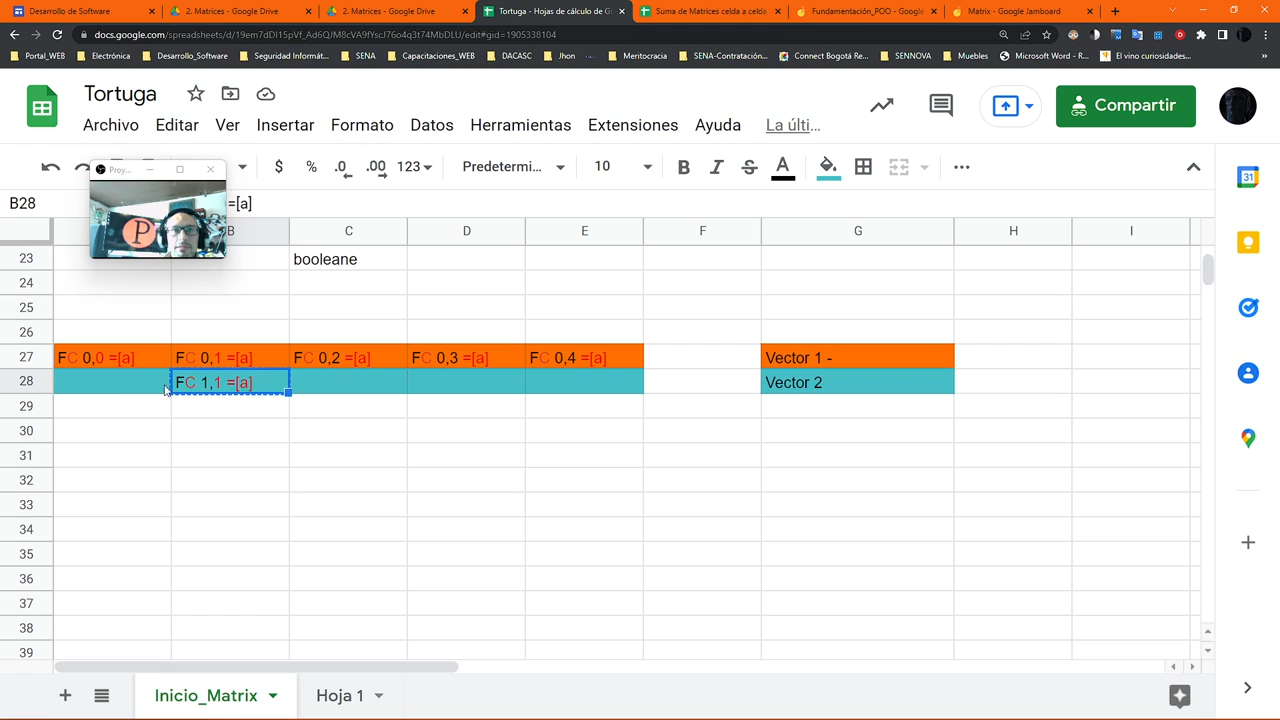 Desarrollo de Software
2. Matrices - Google Drive
2. Matrices - Google Drive
Tortuga - Hojas de cálculo de Go
Suma de Matrices celda a celda
Fundamentación_POO - Google
Matrix - Google Jamboard
docs.google.com/spreadsheets/d/19em7dDI15pVf_Ad6QJM8cVA9fYscJ76o4q3t74MbDLU/edit#gid=1905338104
Portal_WEB
Electrónica
Desarrollo_Software
Seguridad Informát...
SENA
Capacitaciones_WEB
DACASC
Jhon
Meritocracia
SENA-Contratación...
Connect Bogotá Re...
SENNOVA
Muebles
Microsoft Word - R...
El vino curiosidades...
Tortuga
Compartir
Archivo Editar Ver Insertar Formato Datos Herramientas Extensiones Ayuda La últi...
$ % .0 .00 123 Predetermi... 10 B I S A
Proy...
P
B28 =[a]
B C D E F G H I
23 booleane
24
25
26
27 FC 0,0 =[a] FC 0,1 =[a] FC 0,2 =[a] FC 0,3 =[a] FC 0,4 =[a] Vector 1 -
28 FC 1,1 =[a] Vector 2
29
30
31
32
33
34
35
36
37
38
39
Inicio_Matrix Hoja 1
31